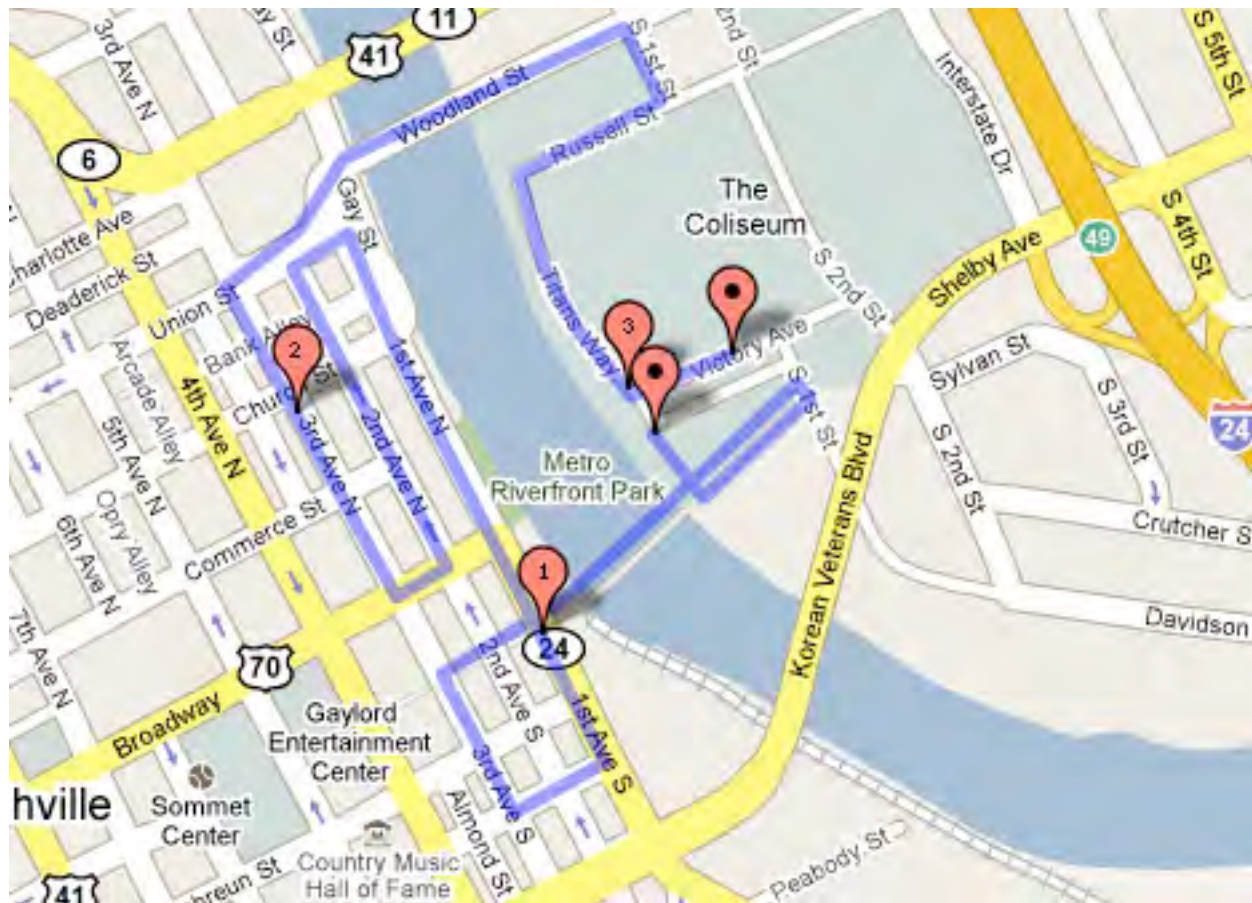 11
41
3rd Ave N
ay St
S 1st St
2nd St
S 5th St
Interstate Dr
6
Woodland St
Russell St
Gay St
The
Coliseum
S 4th St
49
Shelby Ave
Charlotte Ave
Deaderick St
Union St
Bank Alley
S 2nd St
Titans Way
3
Victory Ave
2
Arcade Alley
Church St
1st Ave N
Sylvan St
S 3rd St
S 1st St
4th Ave N
5th Ave N
3rd Ave N
2nd Ave N
24
S 2nd St
Metro
Riverfront Park
Opry Alley
6th Ave N
Commerce St
Korean Veterans Blvd
Crutcher S
1
Davidson
7th Ave N
24
70
2nd Ave S
1st Ave S
Broadway
Gaylord
Entertainment
Center
hville
Sommet
Center
3rd Ave S
Almond St
Country Music
Hall of Fame
Peabody St
breun St
41